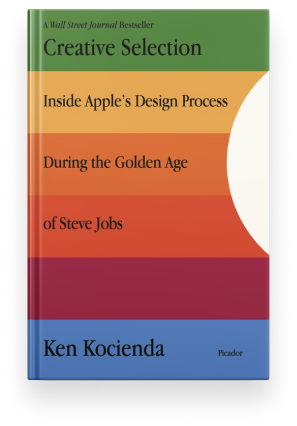 A Wall Street Journal Bestseller
Creative Selection
Inside Apple's Design Process
During the Golden Age
of Steve Jobs
Ken Kocienda
Picador